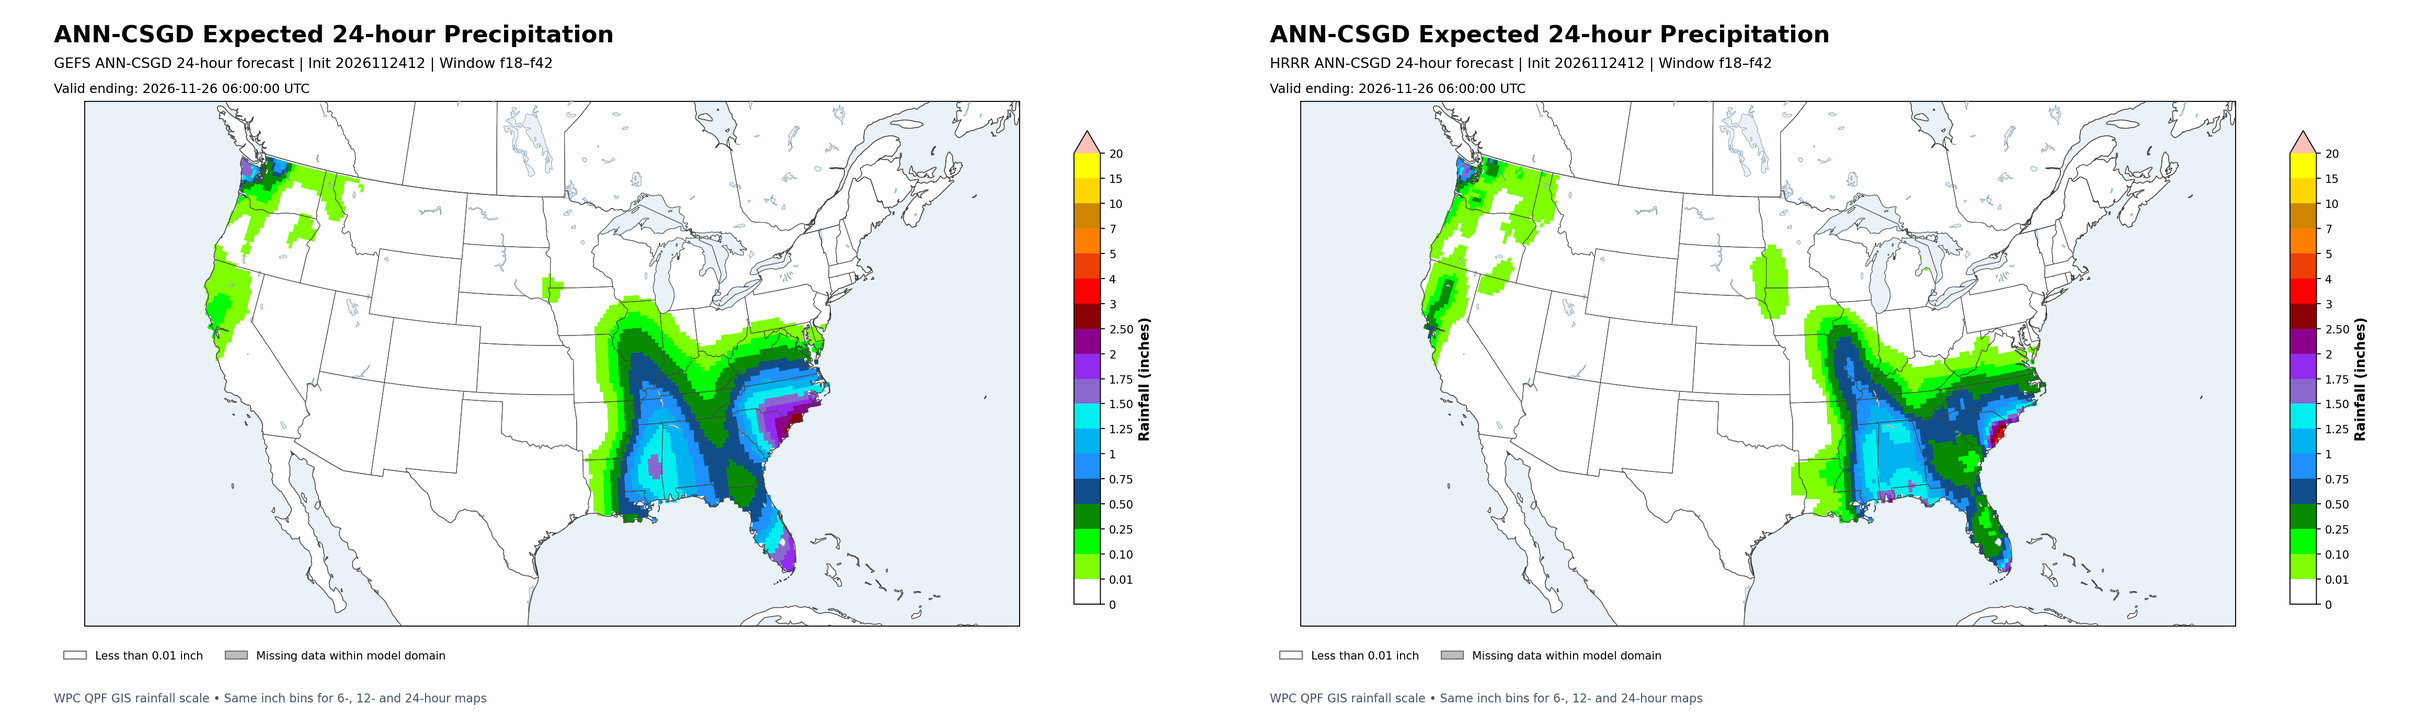 ANN-CSGD Expected 24-hour Precipitation
GEFS ANN-CSGD 24-hour forecast | Init 2026112412 | Window f18–f42
Valid ending: 2026-11-26 06:00:00 UTC
20
15
10
7
5
4
3
2.50
2
1.75
1.50
1.25
1
0.75
0.50
0.25
0.10
0.01
0
Rainfall (inches)
Less than 0.01 inch
Missing data within model domain
WPC QPF GIS rainfall scale • Same inch bins for 6-, 12- and 24-hour maps
ANN-CSGD Expected 24-hour Precipitation
HRRR ANN-CSGD 24-hour forecast | Init 2026112412 | Window f18–f42
Valid ending: 2026-11-26 06:00:00 UTC
20
15
10
7
5
4
3
2.50
2
1.75
1.50
1.25
1
0.75
0.50
0.25
0.10
0.01
0
Rainfall (inches)
Less than 0.01 inch
Missing data within model domain
WPC QPF GIS rainfall scale • Same inch bins for 6-, 12- and 24-hour maps